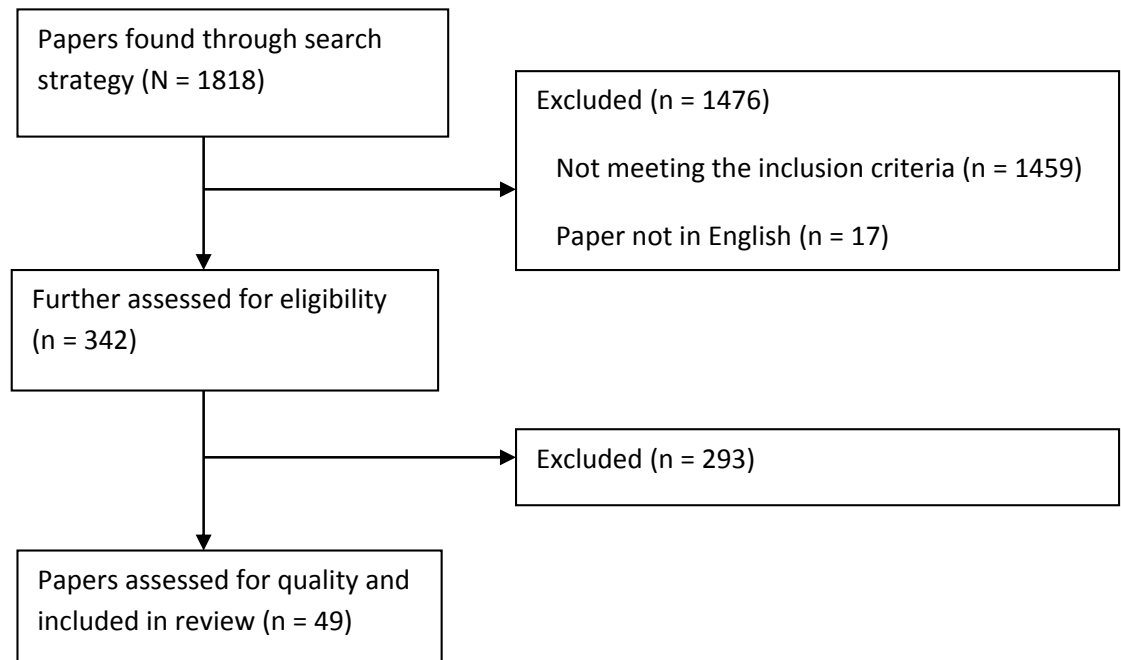 Papers found through search
strategy (N = 1818)
Excluded (n = 1476)
Not meeting the inclusion criteria (n = 1459)
Paper not in English (n = 17)
Further assessed for eligibility
(n = 342)
Excluded (n = 293)
Papers assessed for quality and
included in review (n = 49)